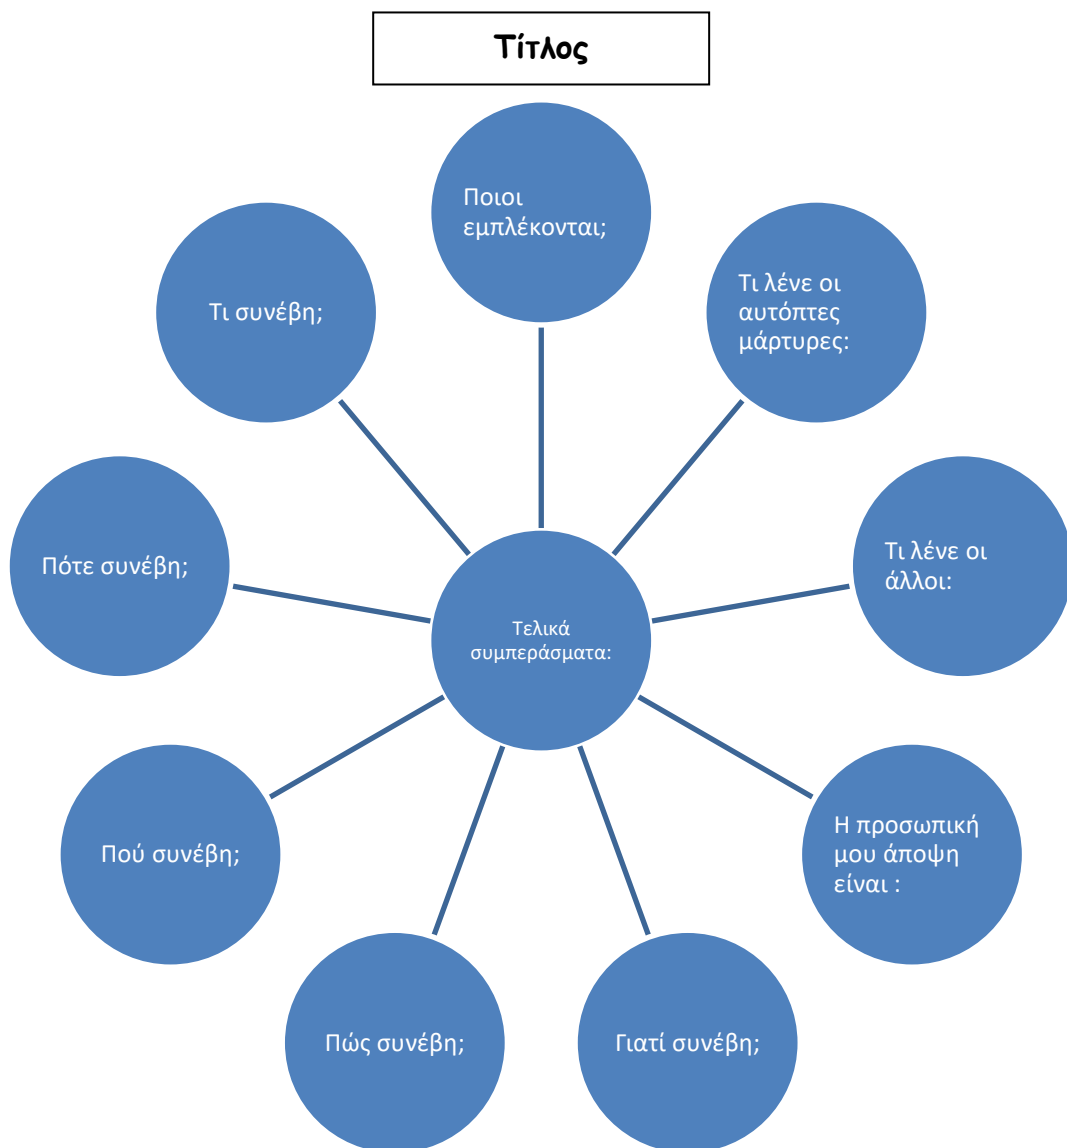 Τίτλος
Ποιοι
εμπλέκονται;
Τι λένε οι
αυτόπτες
μάρτυρες:
Τι λένε οι
άλλοι:
Η προσωπική
μου άποψη
είναι :
Γιατί συνέβη;
Πώς συνέβη;
Πού συνέβη;
Πότε συνέβη;
Τι συνέβη;
Τελικά
συμπεράσματα: